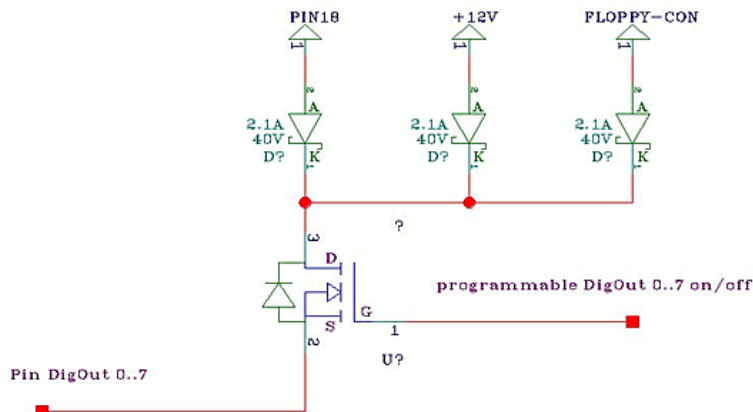 PIN18
+12V
FLOPPY-CON
1
1
1
2
2
2
A
A
A
2.1A
2.1A
2.1A
40V
40V
40V
D?
K
D?
K
D?
K
1
1
1
?
3
D
programmable DigOut 0..7 on/off
G
S
1
2
U?
Pin DigOut 0..7